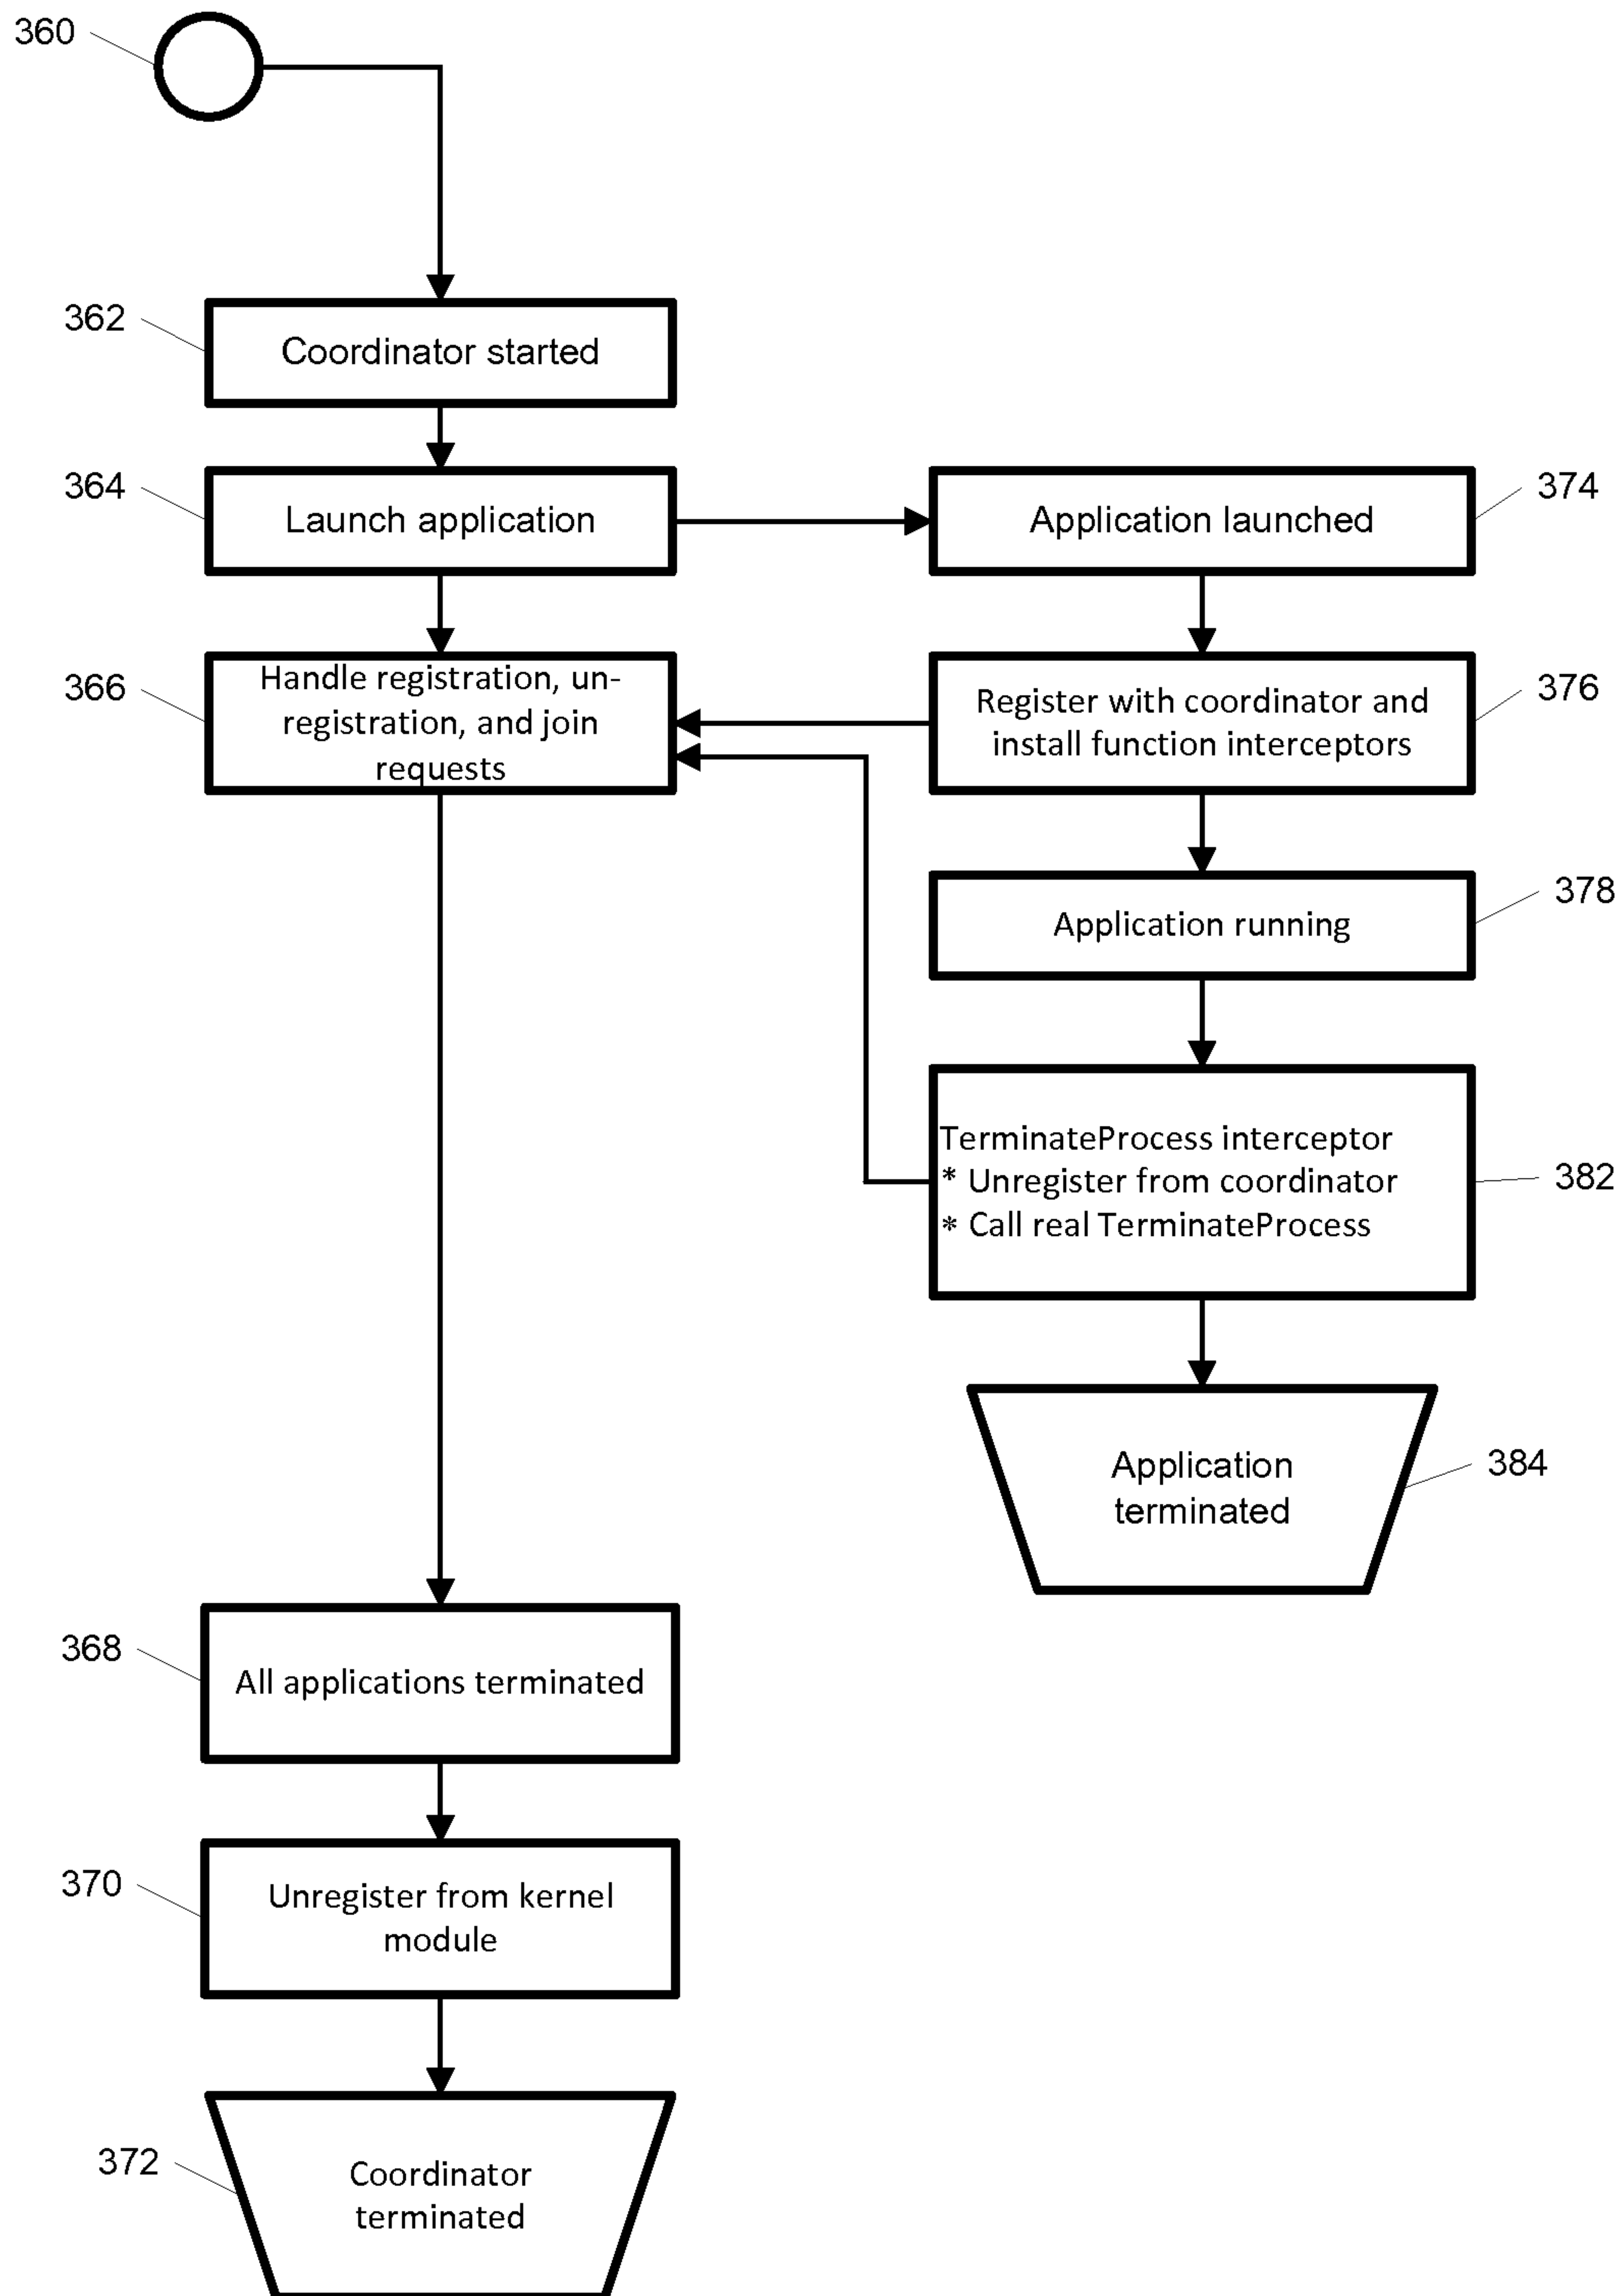 360
362
Coordinator started
364
Launch application
Application launched
374
366
Handle registration, un-
registration, and join
requests
Register with coordinator and
install function interceptors
376
Application running
378
TerminateProcess interceptor
* Unregister from coordinator
* Call real TerminateProcess
382
Application
terminated
384
368
All applications terminated
370
Unregister from kernel
module
372
Coordinator
terminated